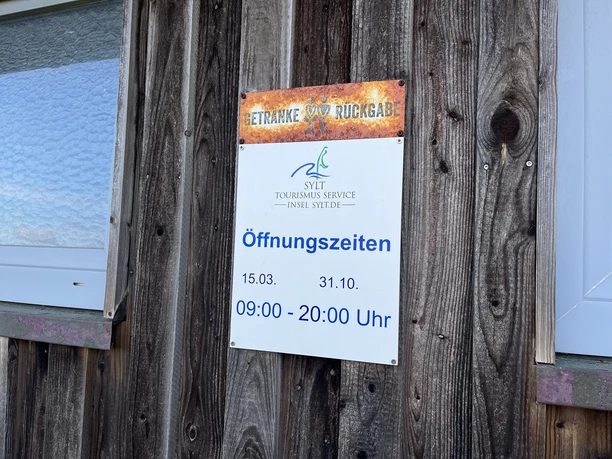 GETRÄNKE RÜCKGABE
SYLT
TOURISMUS SERVICE
INSEL SYLT.DE
Öffnungszeiten
15.03. 31.10.
09:00 - 20:00 Uhr